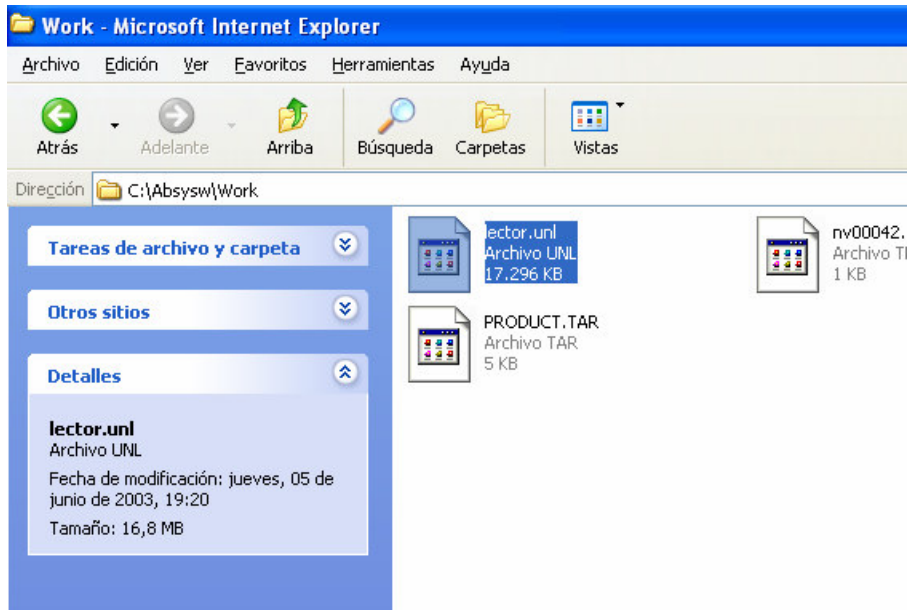 Work - Microsoft Internet Explorer
Archivo Edición Ver Favoritos Herramientas Ayuda
Atrás Adelante Arriba Búsqueda Carpetas Vistas
Dirección C:\Absysw\Work
Tareas de archivo y carpeta
Otros sitios
Detalles
lector.unl
Archivo UNL
Fecha de modificación: jueves, 05 de
junio de 2003, 19:20
Tamaño: 16,8 MB
lector.unl
Archivo UNL
17.296 KB
PRODUCT.TAR
Archivo TAR
5 KB
nv00042.
Archivo
1 KB